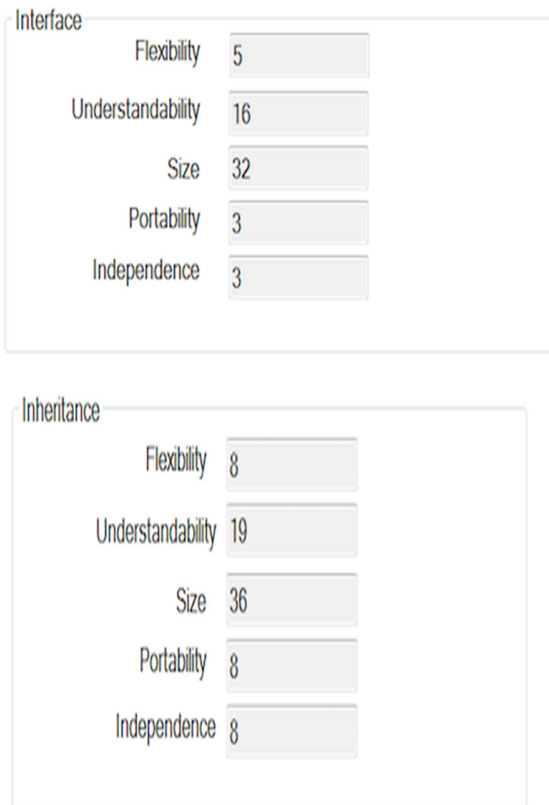 Interface
Flexibility 5
Understandability 16
Size 32
Portability 3
Independence 3
Inheritance
Flexibility 8
Understandability 19
Size 36
Portability 8
Independence 8